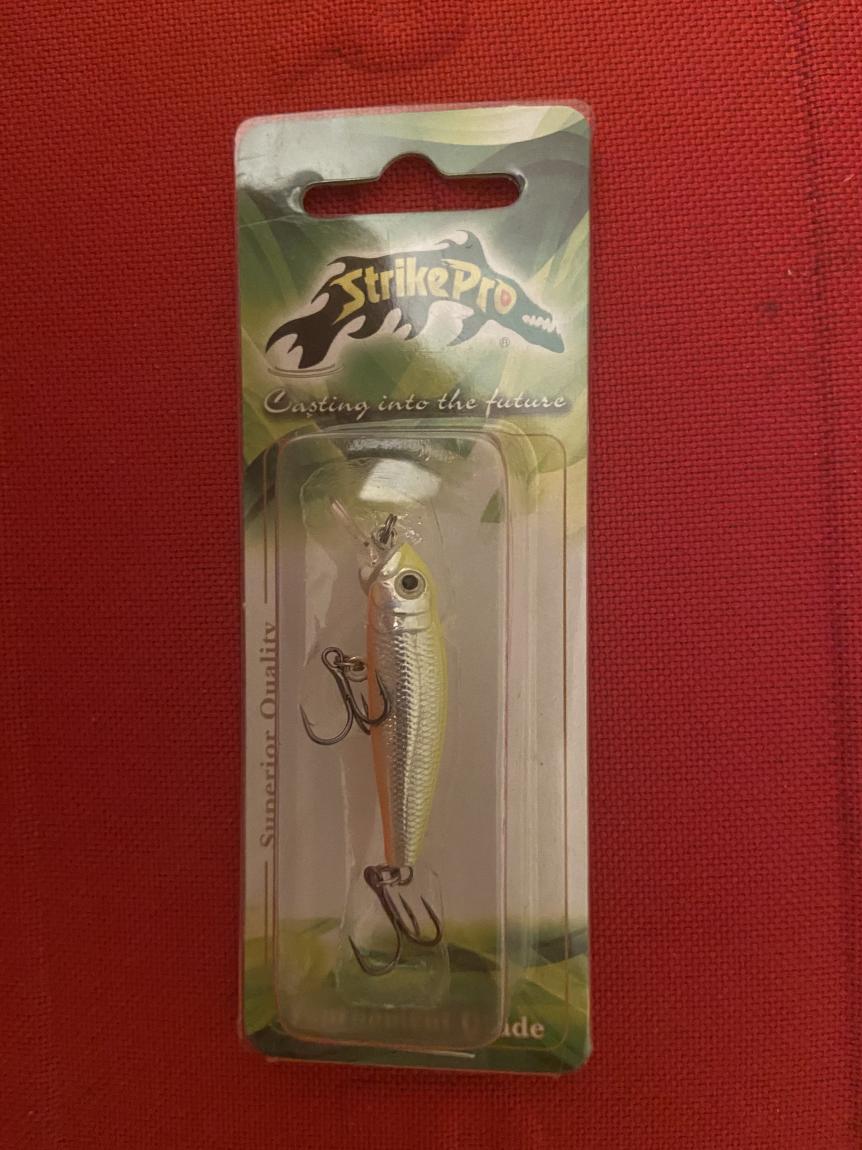 StrikePro
®
Casting into the future
Superior Quality